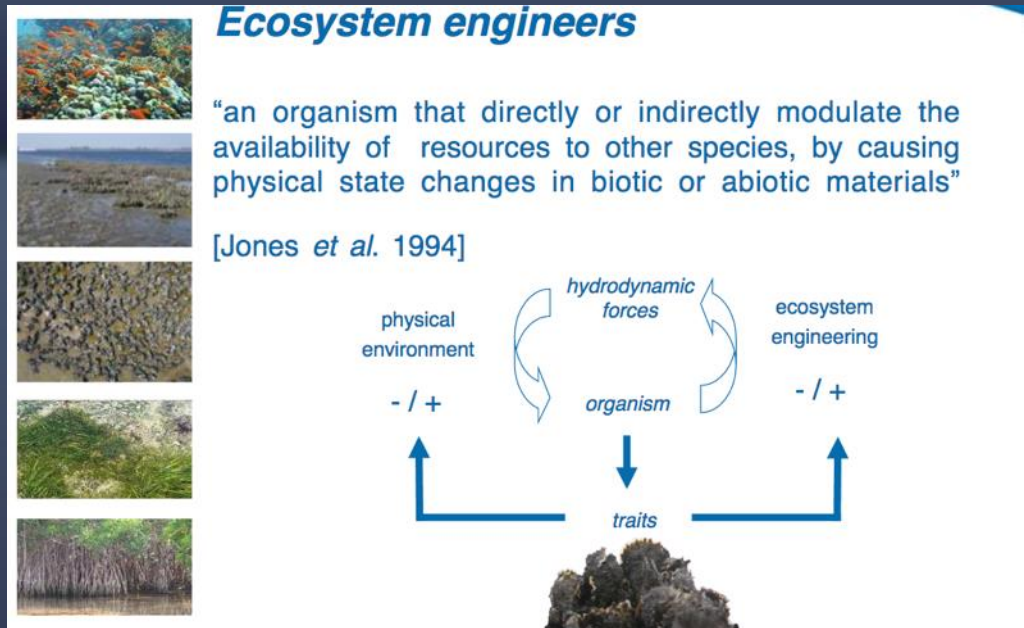 Ecosystem engineers
“an organism that directly or indirectly modulate the
availability of resources to other species, by causing
physical state changes in biotic or abiotic materials”
[Jones et al. 1994]
hydrodynamic
forces
physical
environment
ecosystem
engineering
- / +
organism
- / +
traits